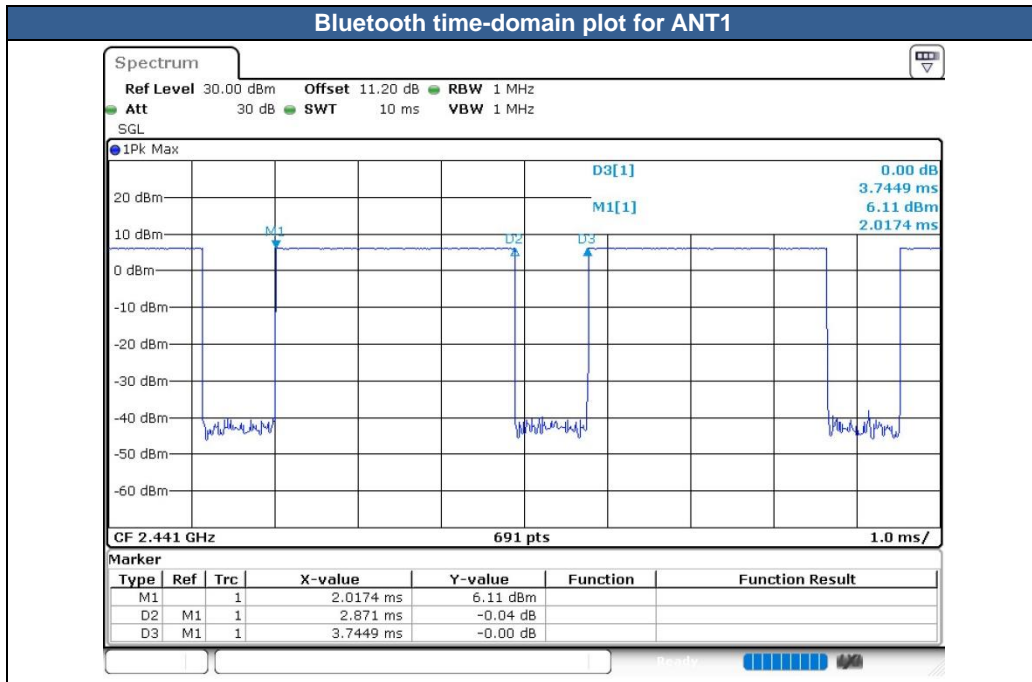 Bluetooth time-domain plot for ANT1
Spectrum
Ref Level 30.00 dBm Offset 11.20 dB RBW 1 MHz
Att 30 dB SWT 10 ms VBW 1 MHz
SGL
1Pk Max
D3[1] 0.00 dB
3.7449 ms
M1[1] 6.11 dBm
2.0174 ms
20 dBm
10 dBm
M1 D2 D3
0 dBm
-10 dBm
-20 dBm
-30 dBm
-40 dBm
-50 dBm
-60 dBm
CF 2.441 GHz 691 pts 1.0 ms/
Marker
Type Ref Trc X-value Y-value Function Function Result
M1 1 2.0174 ms 6.11 dBm
D2 M1 1 2.871 ms -0.04 dB
D3 M1 1 3.7449 ms -0.00 dB
Ready